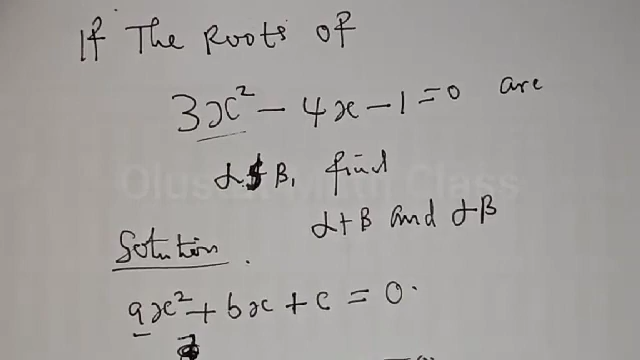 If The Roots of
3x² - 4x - 1 = 0 are
α & β, find
α+β and αβ
Solution.
ax² + bx + c = 0.